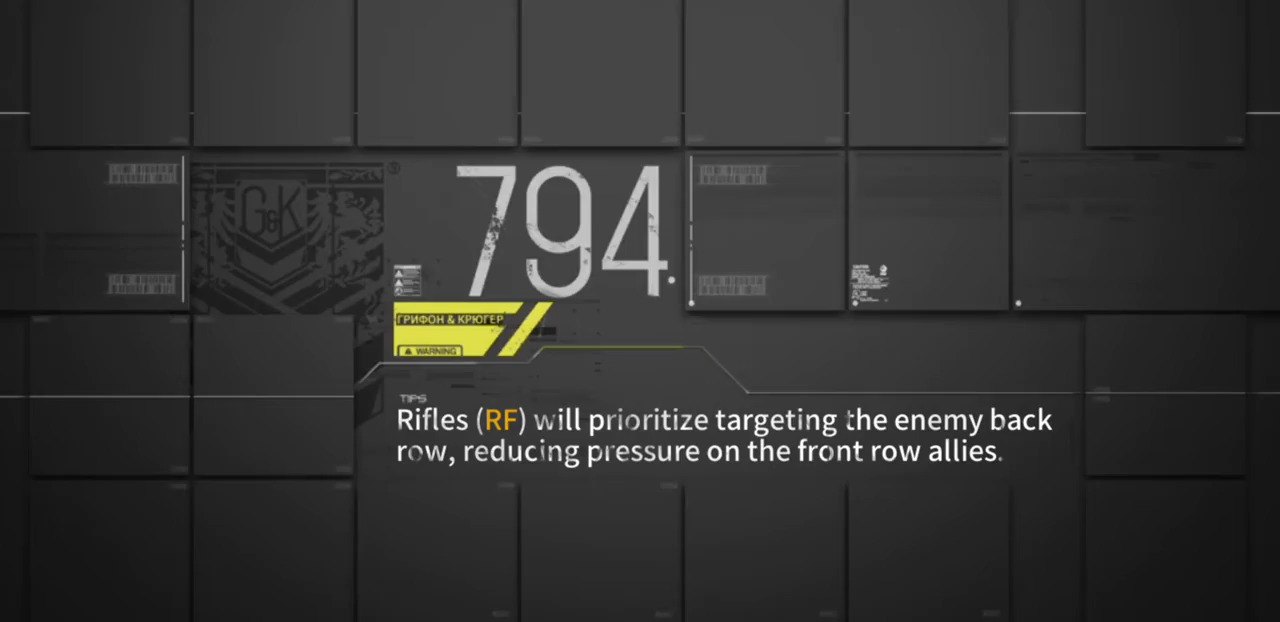 G&K
794.
ГРИФОН & КРЮГЕР
WARNING
TIPS
Rifles (RF) will prioritize targeting the enemy back
row, reducing pressure on the front row allies.